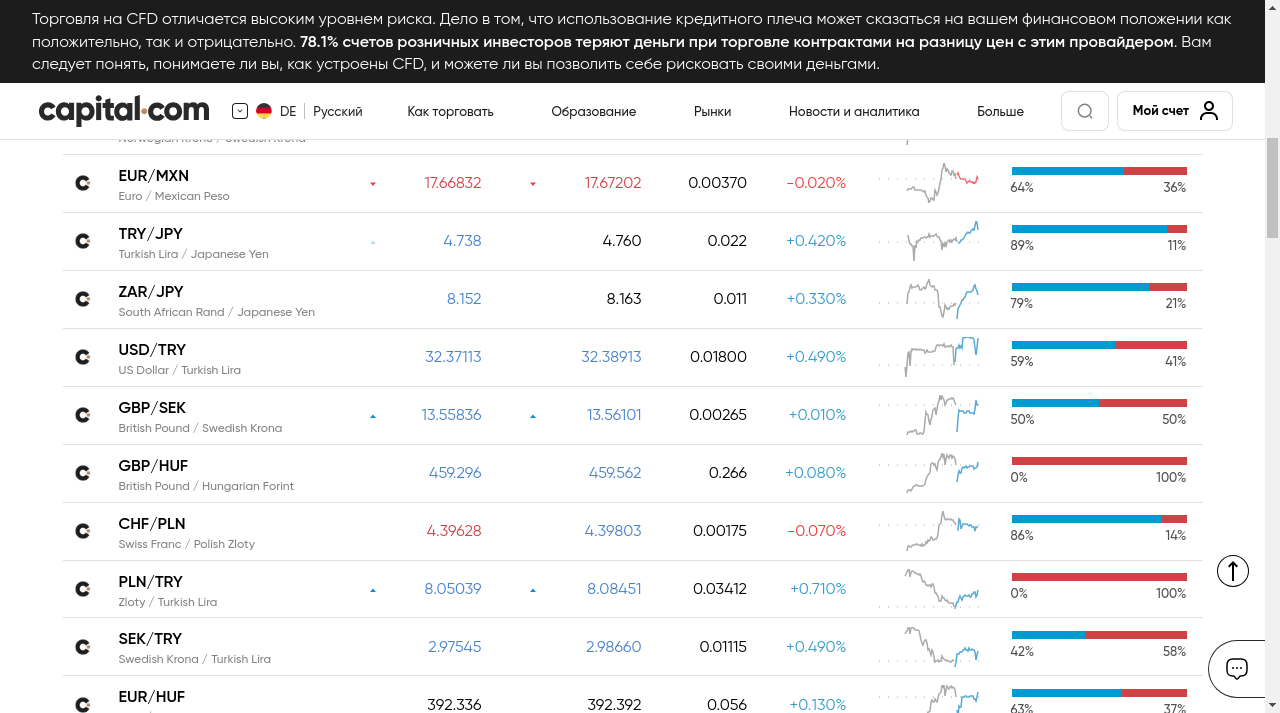 Торговля на CFD отличается высоким уровнем риска. Дело в том, что использование кредитного плеча может сказаться на вашем финансовом положении как
положительно, так и отрицательно. 78.1% счетов розничных инвесторов теряют деньги при торговле контрактами на разницу цен с этим провайдером. Вам
следует понять, понимаете ли вы, как устроены CFD, и можете ли вы позволить себе рисковать своими деньгами.
capital.com DE Русский Как торговать Образование Рынки Новости и аналитика Больше Мой счет
Norwegian Krone / Swedish Krona
EUR/MXN 17.66832 17.67202 0.00370 -0.020%
Euro / Mexican Peso 64% 36%
TRY/JPY 4.738 4.760 0.022 +0.420%
Turkish Lira / Japanese Yen 89% 11%
ZAR/JPY 8.152 8.163 0.011 +0.330%
South African Rand / Japanese Yen 79% 21%
USD/TRY 32.37113 32.38913 0.01800 +0.490%
US Dollar / Turkish Lira 59% 41%
GBP/SEK 13.55836 13.56101 0.00265 +0.010%
British Pound / Swedish Krona 50% 50%
GBP/HUF 459.296 459.562 0.266 +0.080%
British Pound / Hungarian Forint 0% 100%
CHF/PLN 4.39628 4.39803 0.00175 -0.070%
Swiss Franc / Polish Zloty 86% 14%
PLN/TRY 8.05039 8.08451 0.03412 +0.710%
Zloty / Turkish Lira 0% 100%
SEK/TRY 2.97545 2.98660 0.01115 +0.490%
Swedish Krona / Turkish Lira 42% 58%
EUR/HUF 392.336 392.392 0.056 +0.130%
63% 37%